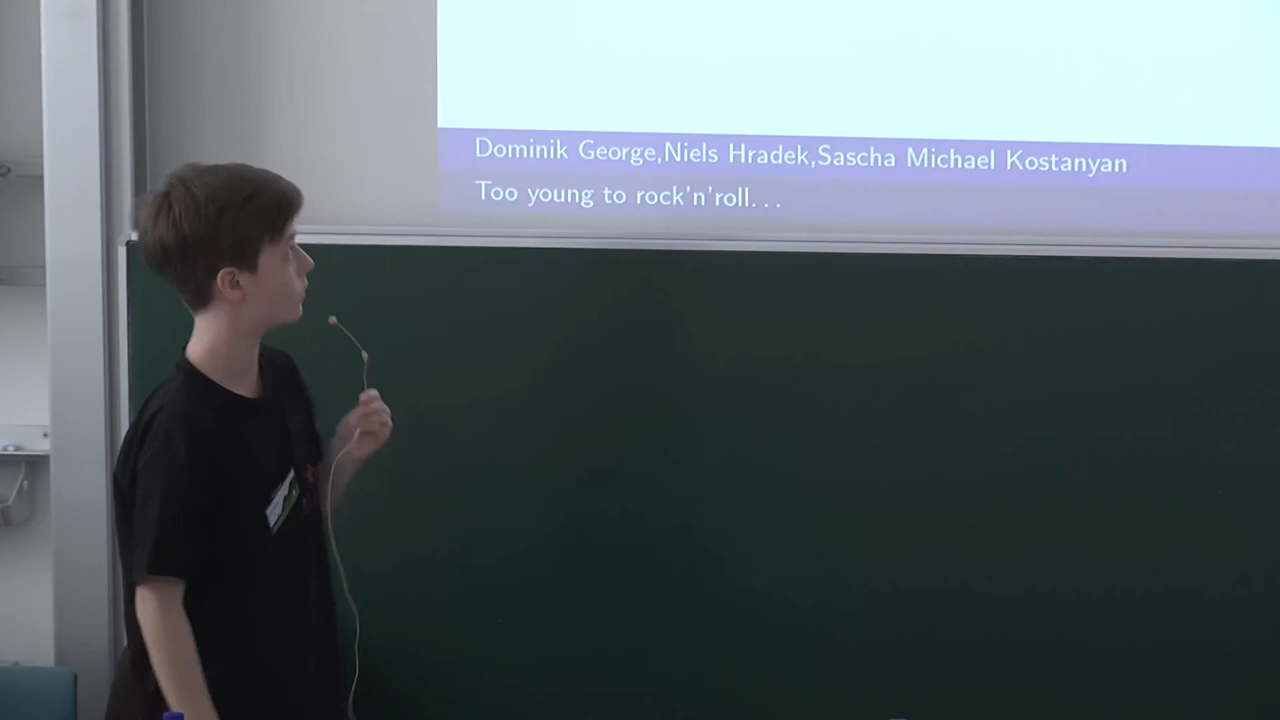 Dominik George,Niels Hradek,Sascha Michael Kostanyan
Too young to rock'n'roll...